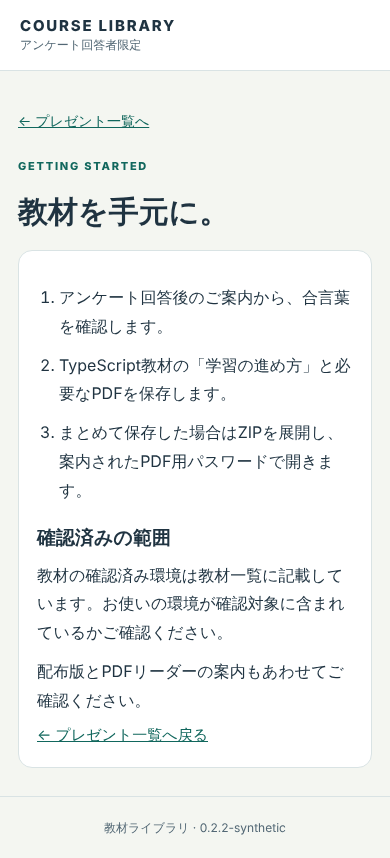 COURSE LIBRARY
アンケート回答者限定
← プレゼント一覧へ
GETTING STARTED
教材を手元に。
1. アンケート回答後のご案内から、合言葉
を確認します。
2. TypeScript教材の「学習の進め方」と必
要なPDFを保存します。
3. まとめて保存した場合はZIPを展開し、
案内されたPDF用パスワードで開きま
す。
確認済みの範囲
教材の確認済み環境は教材一覧に記載して
います。お使いの環境が確認対象に含まれ
ているかご確認ください。
配布版とPDFリーダーの案内もあわせてご
確認ください。
← プレゼント一覧へ戻る
教材ライブラリ · 0.2.2-synthetic